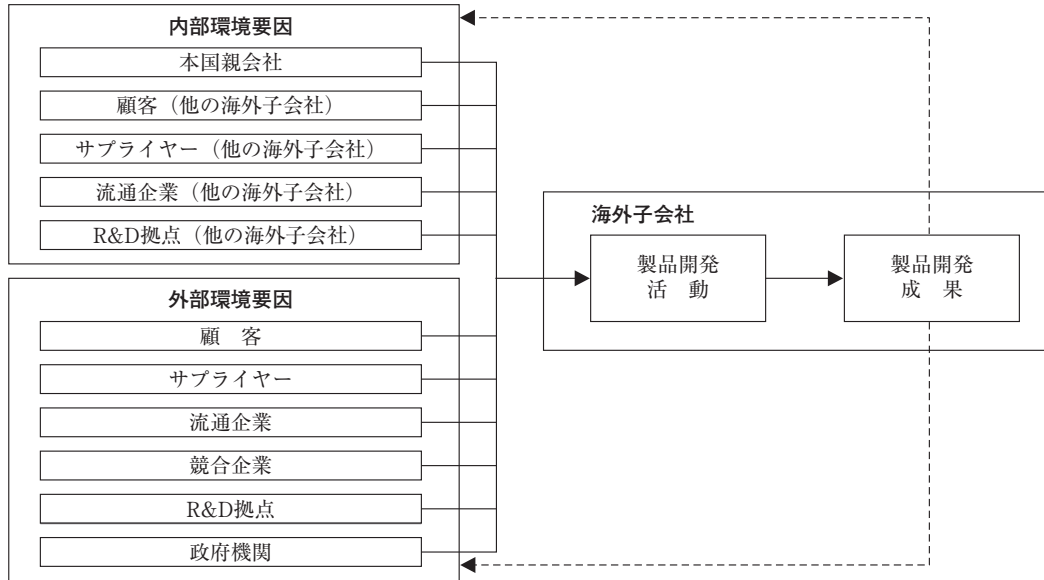 内部環境要因
本国親会社
顧客（他の海外子会社）
サプライヤー（他の海外子会社）
流通企業（他の海外子会社）
R&D拠点（他の海外子会社）
外部環境要因
顧　客
サプライヤー
流通企業
競合企業
R&D拠点
政府機関
海外子会社
製品開発
活　動
製品開発
成　果